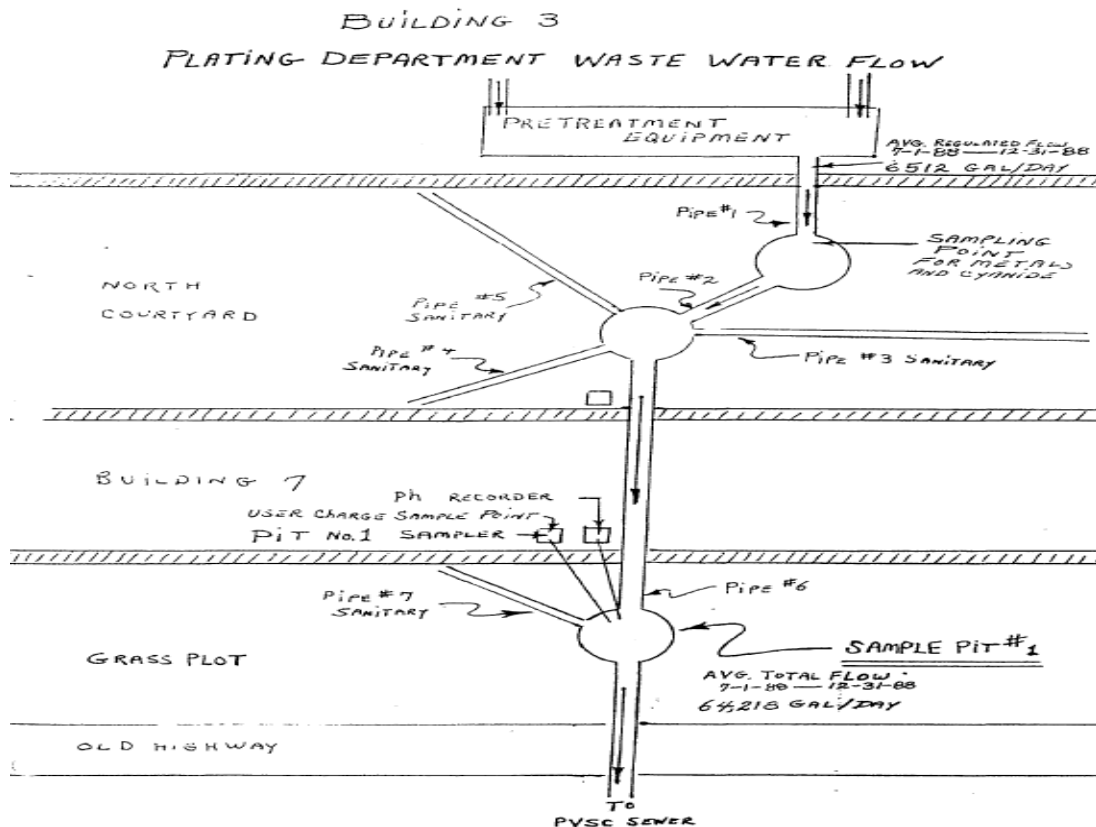 BUILDING 3
PLATING DEPARTMENT WASTE WATER FLOW
PRETREATMENT
EQUIPMENT
AVG. REGULATED FLOW
7-1-88 — 12-31-88
6512 GAL/DAY
PIPE #1
SAMPLING
POINT
FOR METALS
AND CYANIDE
PIPE #2
NORTH
COURTYARD
PIPE #5
SANITARY
PIPE #4
SANITARY
PIPE #3 SANITARY
BUILDING 7
Ph RECORDER
USER CHARGE SAMPLE POINT
PIT No.1 SAMPLER
PIPE #7
SANITARY
PIPE #6
GRASS PLOT
SAMPLE PIT #1
AVG. TOTAL FLOW
7-1-88 — 12-31-88
64,218 GAL/DAY
OLD HIGHWAY
TO
PVSC SEWER